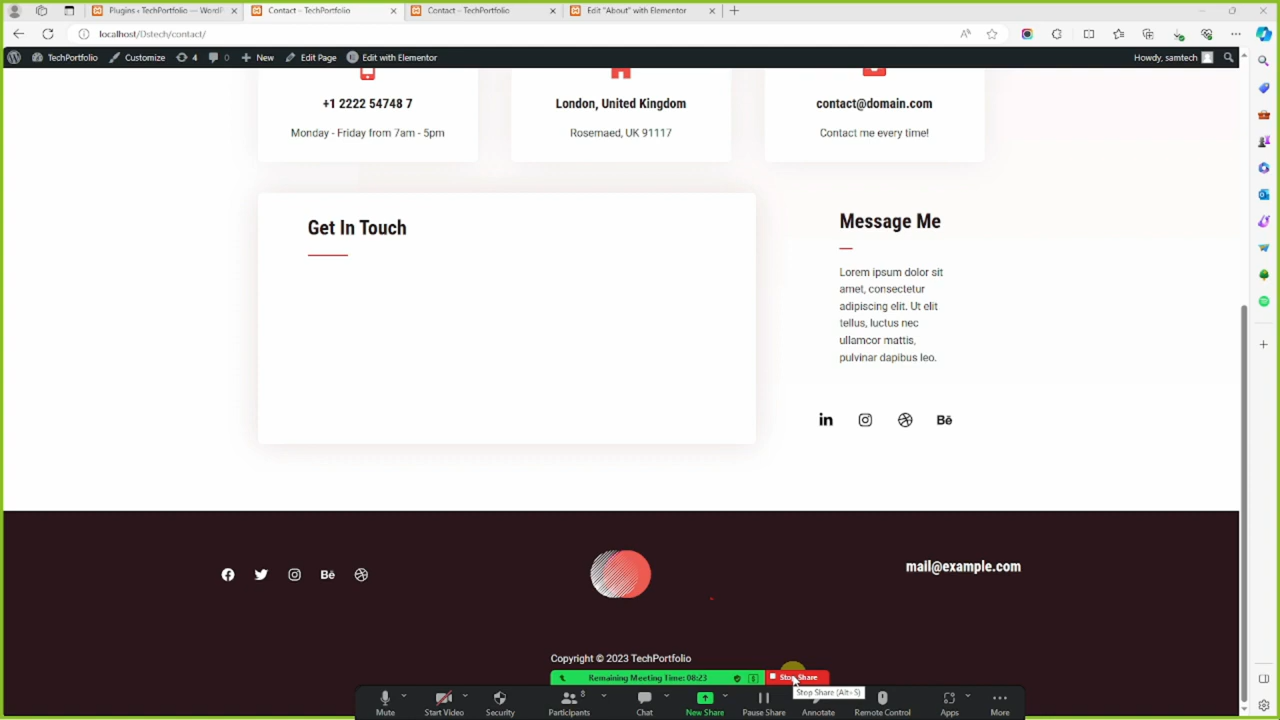 Plugins ‹ TechPortfolio — WordP
Contact – TechPortfolio
Contact – TechPortfolio
Edit "About" with Elementor
localhost/Dstech/contact/
TechPortfolio
Customize
4
0
New
Edit Page
Edit with Elementor
Howdy, samtech
+1 2222 54748 7
London, United Kingdom
contact@domain.com
Monday - Friday from 7am - 5pm
Rosemaed, UK 91117
Contact me every time!
Get In Touch
Message Me
Lorem ipsum dolor sit
amet, consectetur
adipiscing elit. Ut elit
tellus, luctus nec
ullamcor mattis,
pulvinar dapibus leo.
mail@example.com
Copyright © 2023 TechPortfolio
Remaining Meeting Time: 08:23
Stop Share
Stop Share (Alt+S)
8
Mute
Start Video
Security
Participants
Chat
New Share
Pause Share
Annotate
Remote Control
Apps
More